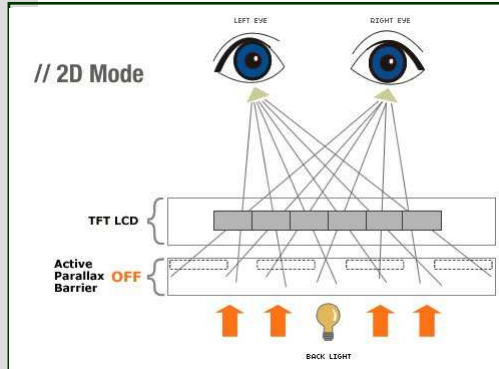 LEFT EYE
RIGHT EYE
// 2D Mode
TFT LCD
Active
Parallax OFF
Barrier
BACK LIGHT